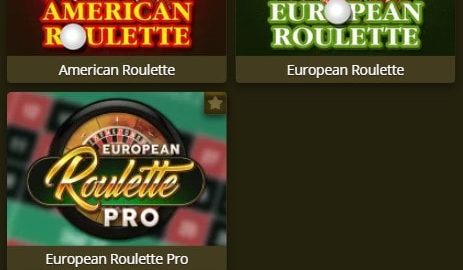 AMERICAN
ROULETTE
EUROPEAN
ROULETTE
American Roulette
European Roulette
EUROPEAN
Roulette
PRO
European Roulette Pro